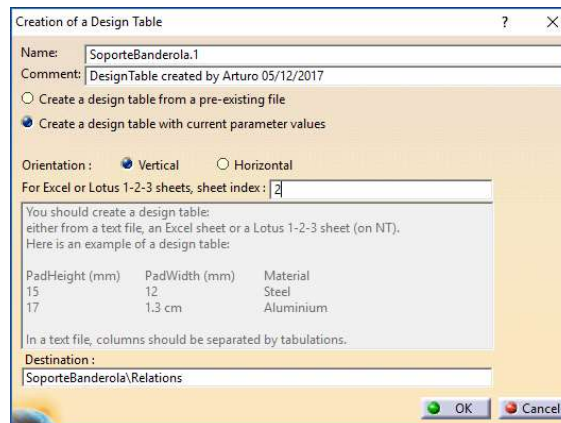 Creation of a Design Table ? X
Name: SoporteBanderola.1
Comment: DesignTable created by Arturo 05/12/2017
Create a design table from a pre-existing file
Create a design table with current parameter values
Orientation : Vertical Horizontal
For Excel or Lotus 1-2-3 sheets, sheet index : 2
You should create a design table:
either from a text file, an Excel sheet or a Lotus 1-2-3 sheet (on NT).
Here is an example of a design table:
PadHeight (mm) PadWidth (mm) Material
15 12 Steel
17 1.3 cm Aluminium
In a text file, columns should be separated by tabulations.
Destination :
SoporteBanderola\Relations
OK Cancel